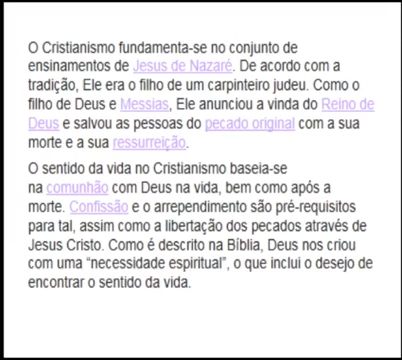 O Cristianismo fundamenta-se no conjunto de
ensinamentos de Jesus de Nazaré. De acordo com a
tradição, Ele era o filho de um carpinteiro judeu. Como o
filho de Deus e Messias, Ele anunciou a vinda do Reino de
Deus e salvou as pessoas do pecado original com a sua
morte e a sua ressurreição.
O sentido da vida no Cristianismo baseia-se
na comunhão com Deus na vida, bem como após a
morte. Confissão e o arrependimento são pré-requisitos
para tal, assim como a libertação dos pecados através de
Jesus Cristo. Como é descrito na Bíblia, Deus nos criou
com uma “necessidade espiritual”, o que inclui o desejo de
encontrar o sentido da vida.